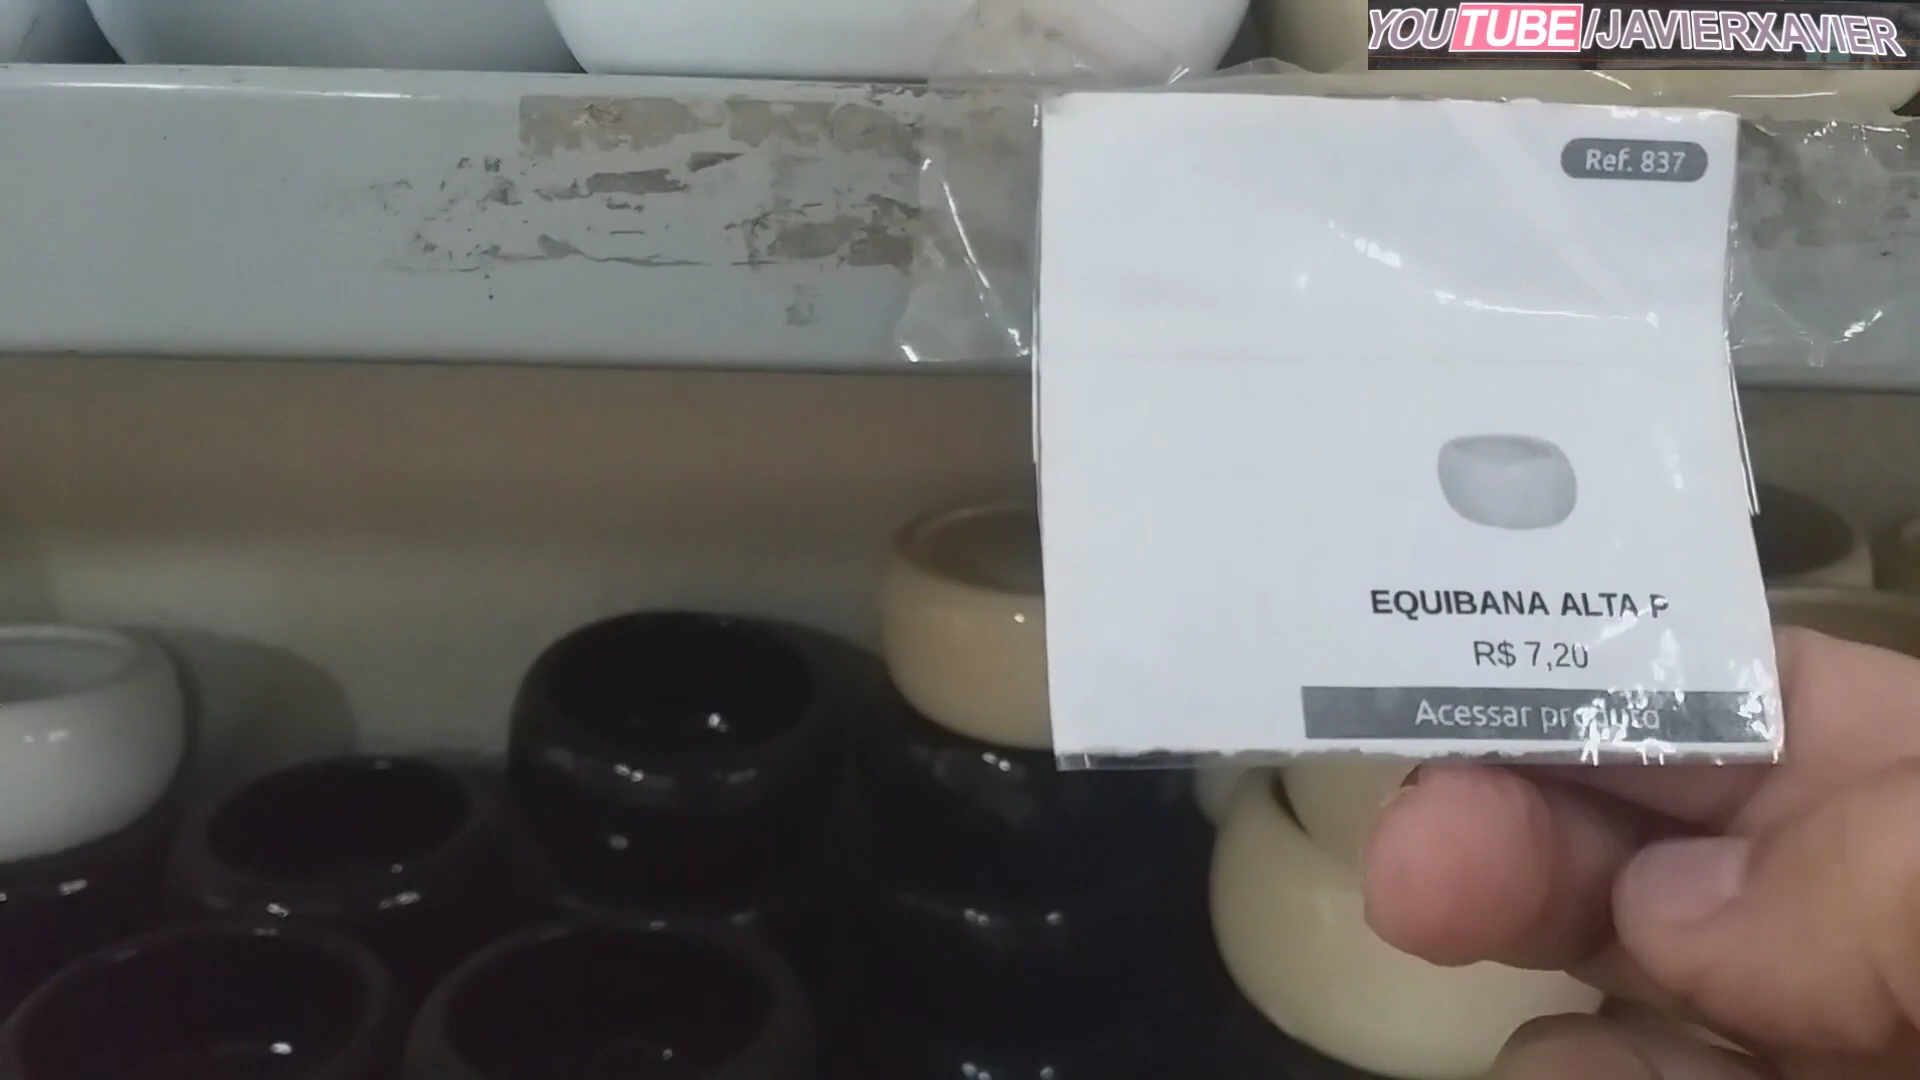 YOUTUBE/JAVIERXAVIER
Ref. 837
EQUIBANA ALTA P
R$ 7,20
Acessar produto